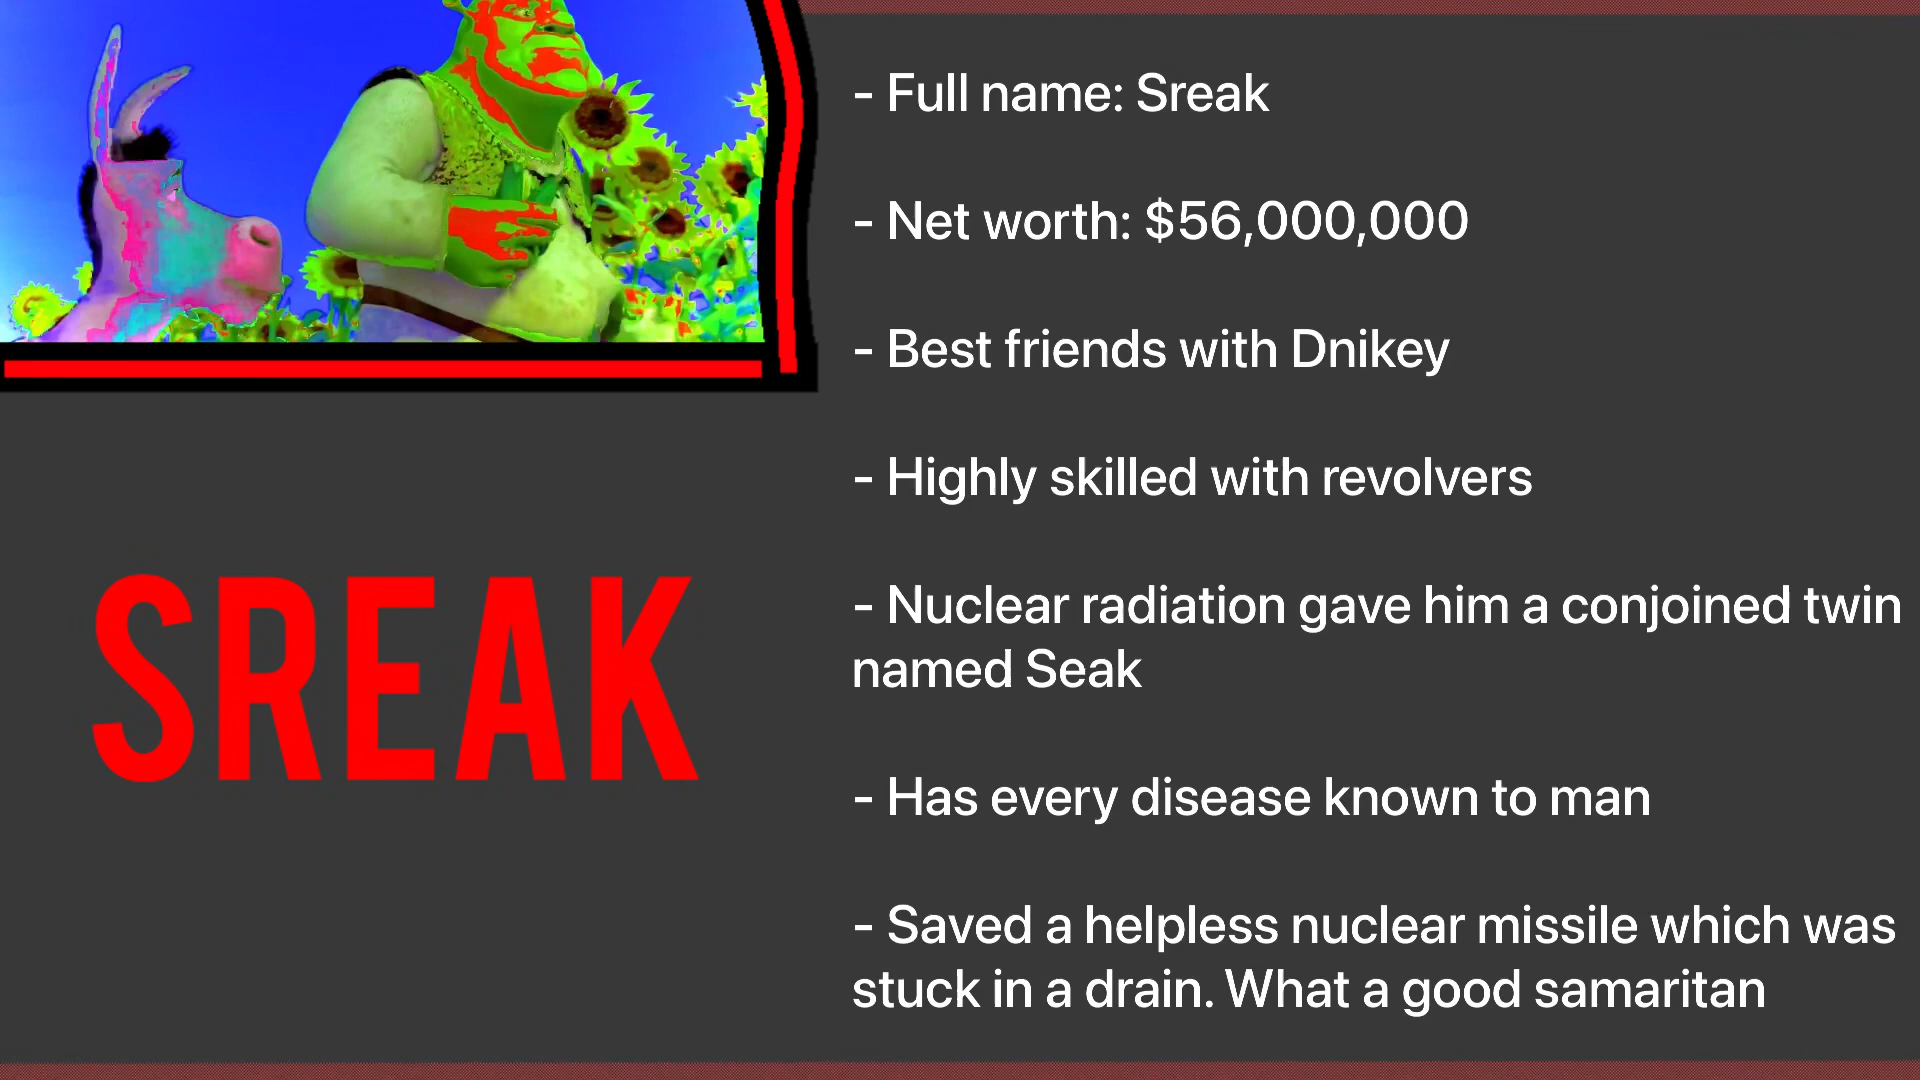 - Full name: Sreak
- Net worth: $56,000,000
- Best friends with Dnikey
- Highly skilled with revolvers
- Nuclear radiation gave him a conjoined twin
named Seak
- Has every disease known to man
- Saved a helpless nuclear missile which was
stuck in a drain. What a good samaritan
SREAK